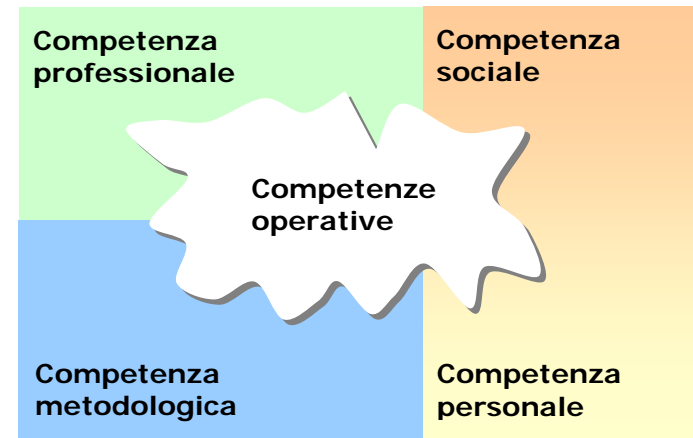 Competenza
professionale
Competenza
sociale
Competenze
operative
Competenza
metodologica
Competenza
personale